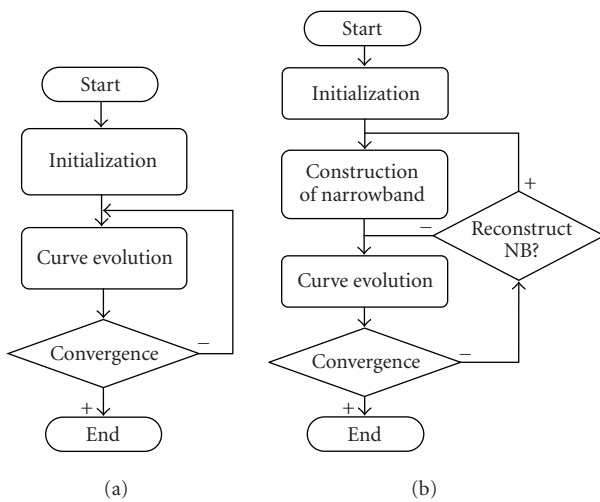 Start
Initialization
Curve evolution
Convergence
−
+
End
(a)
Start
Initialization
Construction
of narrowband
+
−
Reconstruct
NB?
Curve evolution
Convergence
−
+
End
(b)